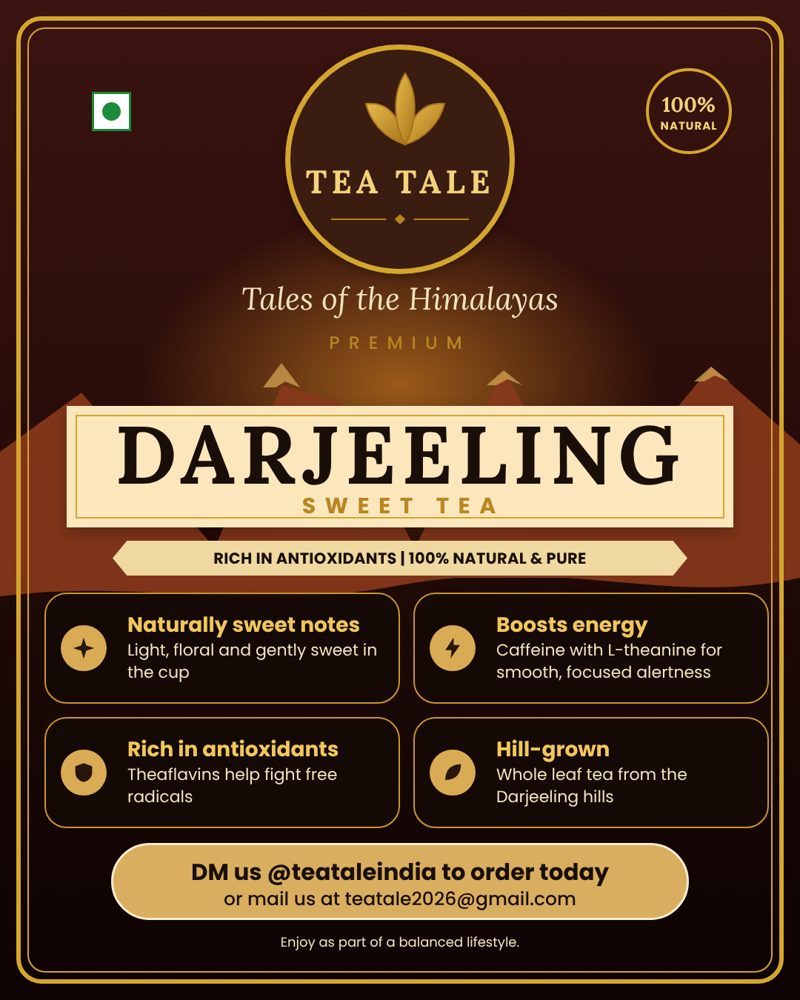 TEA TALE
100%
NATURAL
Tales of the Himalayas
PREMIUM
DARJEELING
SWEET TEA
RICH IN ANTIOXIDANTS | 100% NATURAL & PURE
Naturally sweet notes
Light, floral and gently sweet in
the cup
Boosts energy
Caffeine with L-theanine for
smooth, focused alertness
Rich in antioxidants
Theaflavins help fight free
radicals
Hill-grown
Whole leaf tea from the
Darjeeling hills
DM us @teataleindia to order today
or mail us at teatale2026@gmail.com
Enjoy as part of a balanced lifestyle.